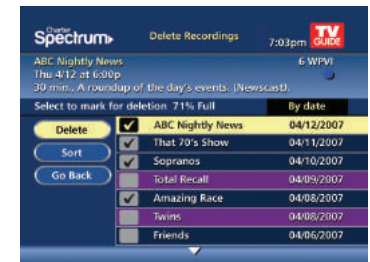 Charter
Spectrum
Delete Recordings
7:03pm
TV
GUIDE
ABC Nightly News
6 WPVI
Thu 4/12 at 6:00p
30 min., A roundup of the day's events. (Newscast).
Select to mark for deletion 71% Full
By date
Delete
ABC Nightly News 04/12/2007
Sort
That 70's Show 04/11/2007
Sopranos 04/10/2007
Go Back
Total Recall 04/09/2007
Amazing Race 04/08/2007
Twins 04/08/2007
Friends 04/06/2007